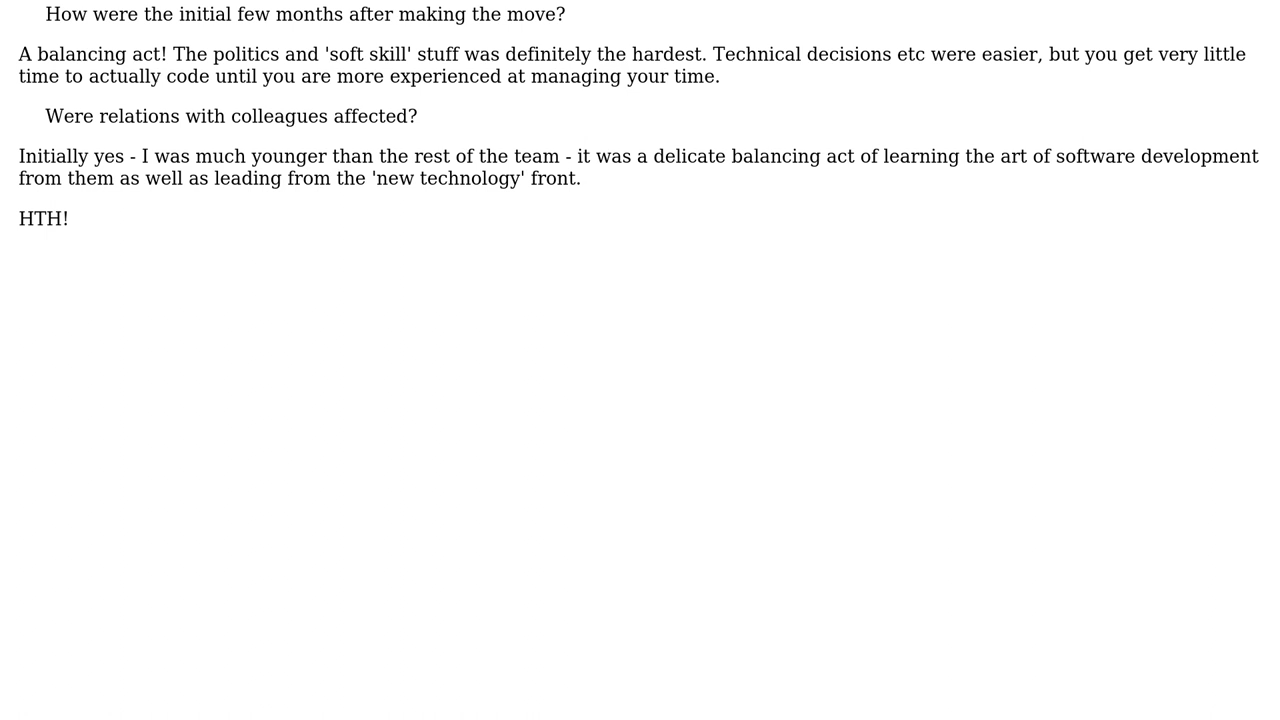 How were the initial few months after making the move?
A balancing act! The politics and 'soft skill' stuff was definitely the hardest. Technical decisions etc were easier, but you get very little
time to actually code until you are more experienced at managing your time.
Were relations with colleagues affected?
Initially yes - I was much younger than the rest of the team - it was a delicate balancing act of learning the art of software development
from them as well as leading from the 'new technology' front.
HTH!